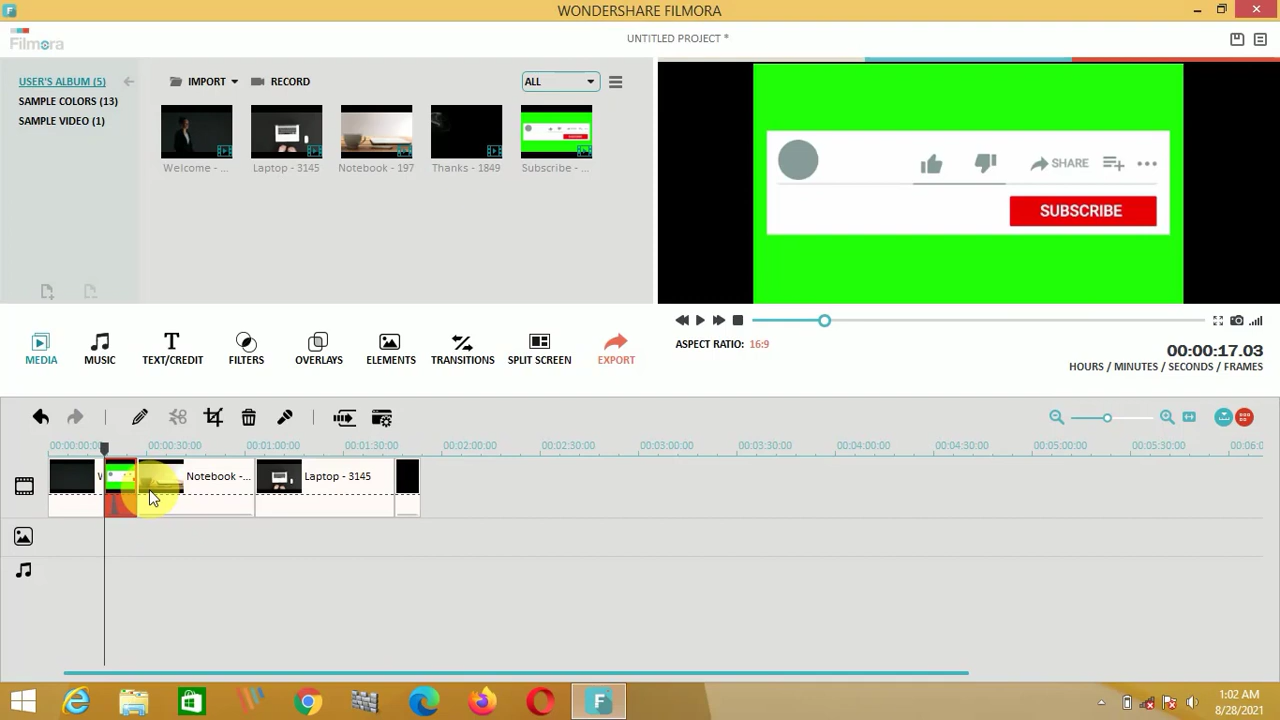 WONDERSHARE FILMORA
Filmora
UNTITLED PROJECT *
USER'S ALBUM (5)
SAMPLE COLORS (13)
SAMPLE VIDEO (1)
IMPORT
RECORD
ALL
Welcome - ...
Laptop - 3145
Notebook - 197
Thanks - 1849
Subscribe - ...
SHARE
SUBSCRIBE
MEDIA
MUSIC
TEXT/CREDIT
FILTERS
OVERLAYS
ELEMENTS
TRANSITIONS
SPLIT SCREEN
EXPORT
ASPECT RATIO: 16:9
00:00:17.03
HOURS / MINUTES / SECONDS / FRAMES
00:00:00:00 00:00:30:00 00:01:00:00 00:01:30:00 00:02:00:00 00:02:30:00 00:03:00:00 00:03:30:00 00:04:00:00 00:04:30:00 00:05:00:00 00:05:30:00 00:06:0
Notebook -...
Laptop - 3145
1:02 AM
8/28/2021